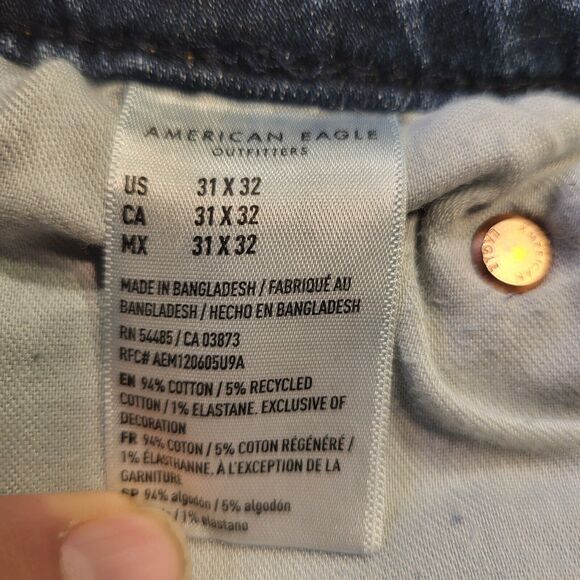 AMERICAN EAGLE
OUTFITTERS
US 31 X 32
CA 31 X 32
MX 31 X 32
MADE IN BANGLADESH / FABRIQUÉ AU
BANGLADESH / HECHO EN BANGLADESH
RN 54485 / CA 03873
RFC# AEM120605U9A
EN 94% COTTON / 5% RECYCLED
COTTON / 1% ELASTANE. EXCLUSIVE OF
DECORATION
FR 94% COTON / 5% COTON RÉGÉNÉRÉ /
1% ÉLASTHANNE. À L'EXCEPTION DE LA
GARNITURE
SP 94% algodón / 5% algodón
/ 1% elastano
AMERICAN
EAGLE